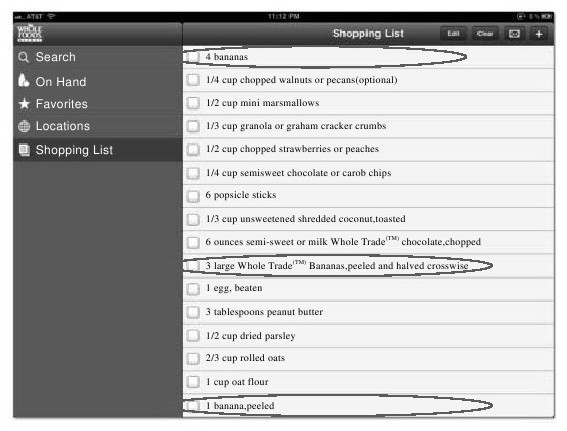 AT&T
11:12 PM
8%
WHOLE
FOODS
MARKET
Shopping List
Edit
Clear
+
Search
On Hand
Favorites
Locations
Shopping List
4 bananas
1/4 cup chopped walnuts or pecans(optional)
1/2 cup mini marsmallows
1/3 cup granola or graham cracker crumbs
1/2 cup chopped strawberries or peaches
1/4 cup semisweet chocolate or carob chips
6 popsicle sticks
1/3 cup unsweetened shredded coconut,toasted
6 ounces semi-sweet or milk Whole Trade(TM) chocolate,chopped
3 large Whole Trade(TM) Bananas,peeled and halved crosswise
1 egg, beaten
3 tablespoons peanut butter
1/2 cup dried parsley
2/3 cup rolled oats
1 cup oat flour
1 banana,peeled